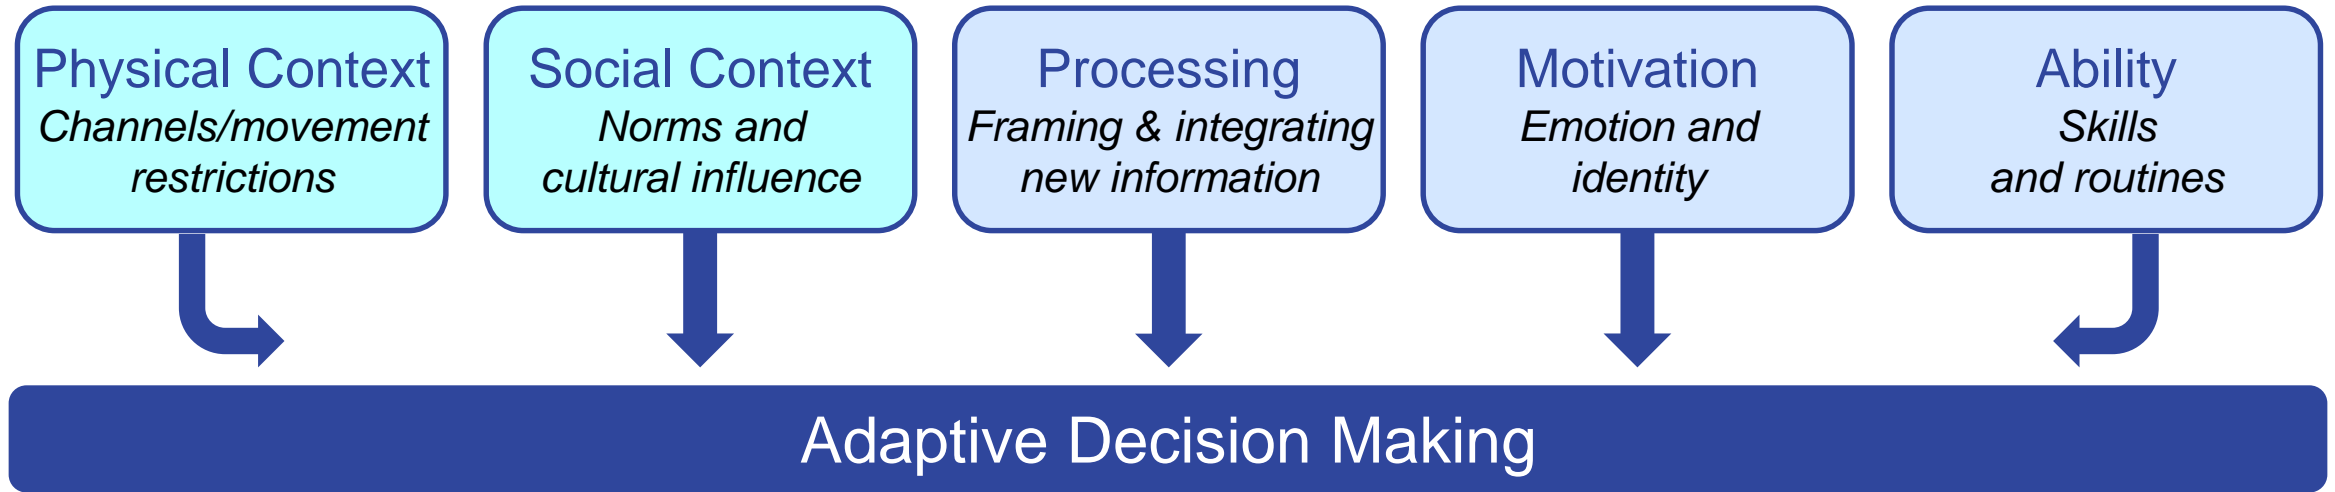 Physical Context
Channels/movement
restrictions
Social Context
Norms and
cultural influence
Processing
Framing & integrating
new information
Motivation
Emotion and
identity
Ability
Skills
and routines
Adaptive Decision Making